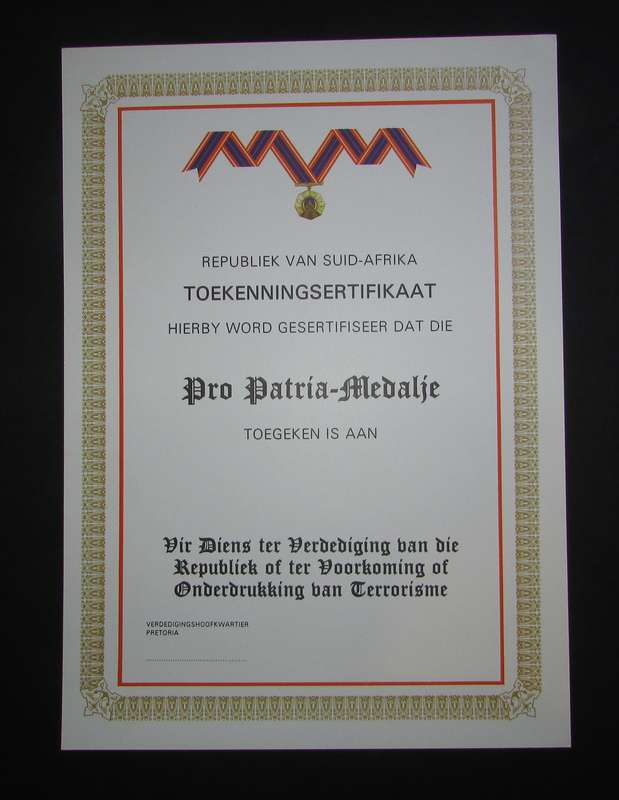 REPUBLIEK VAN SUID-AFRIKA
TOEKENNINGSERTIFIKAAT
HIERBY WORD GESERTIFISEER DAT DIE
Pro Patria-Medalje
TOEGEKEN IS AAN
Vir Diens ter Verdediging van die
Republiek of ter Voorkoming of
Onderdrukking van Terrorisme
VERDEDIGINGSHOOFKWARTIER
PRETORIA